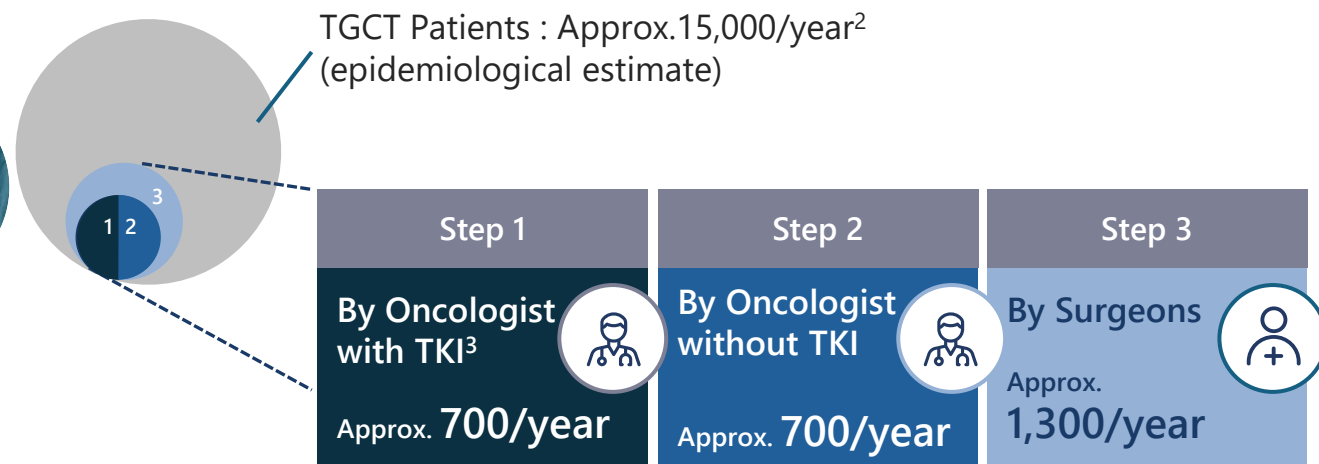 TGCT Patients : Approx.15,000/year²
(epidemiological estimate)
3
1 2
Step 1
By Oncologist
with TKI³
Approx. 700/year
Step 2
By Oncologist
without TKI
Approx. 700/year
Step 3
By Surgeons
Approx.
1,300/year